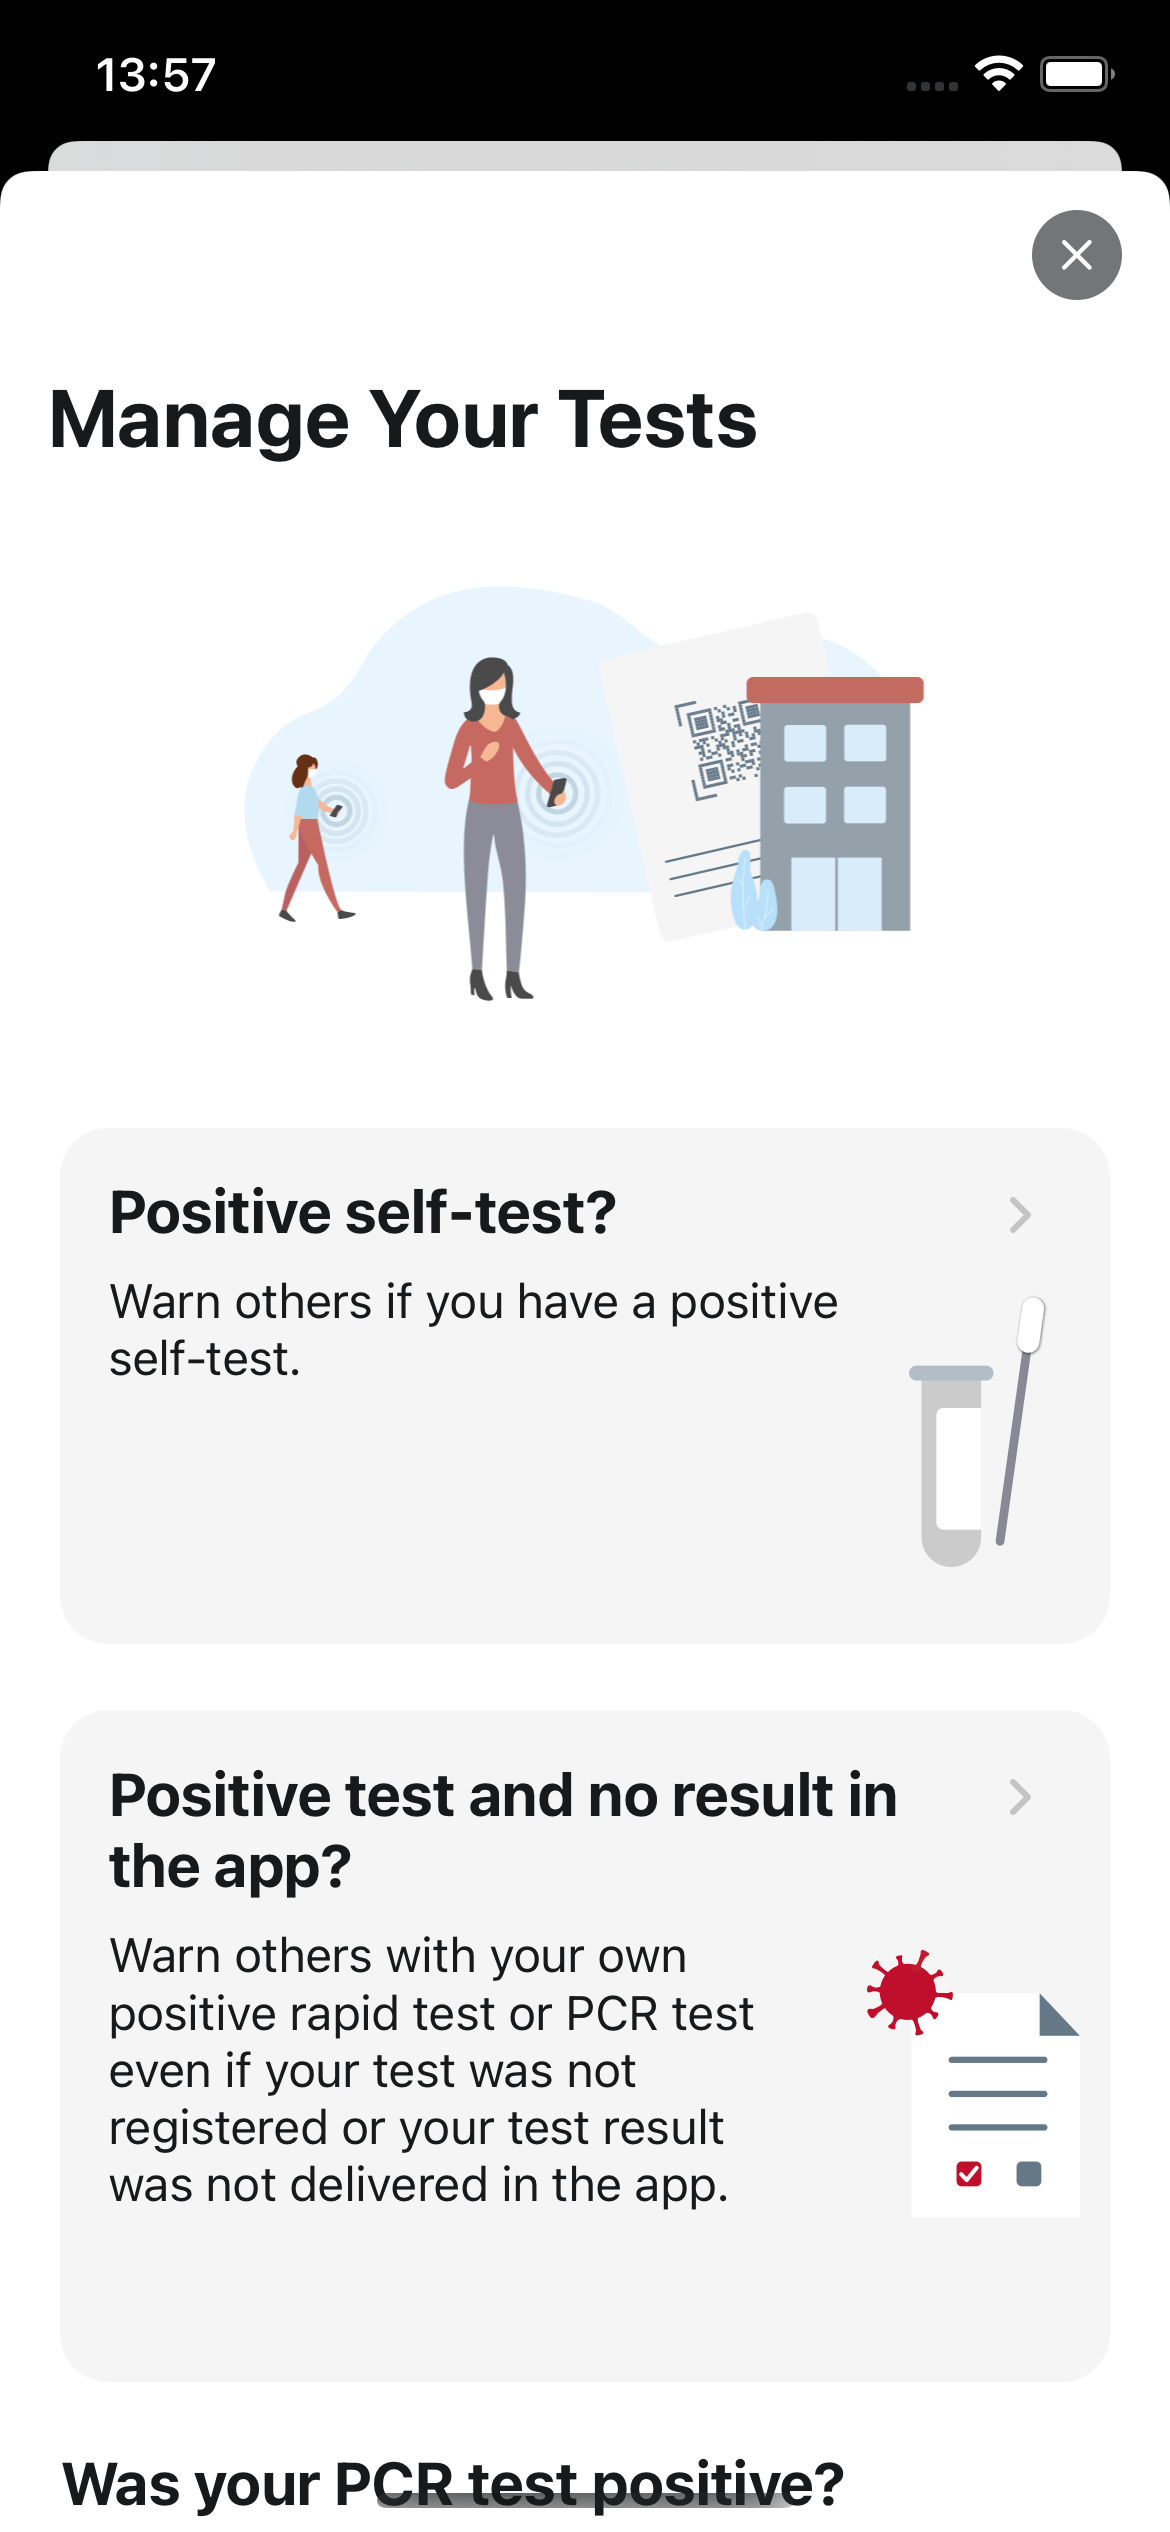 13:57
Manage Your Tests
Positive self-test?
Warn others if you have a positive
self-test.
Positive test and no result in
the app?
Warn others with your own
positive rapid test or PCR test
even if your test was not
registered or your test result
was not delivered in the app.
Was your PCR test positive?